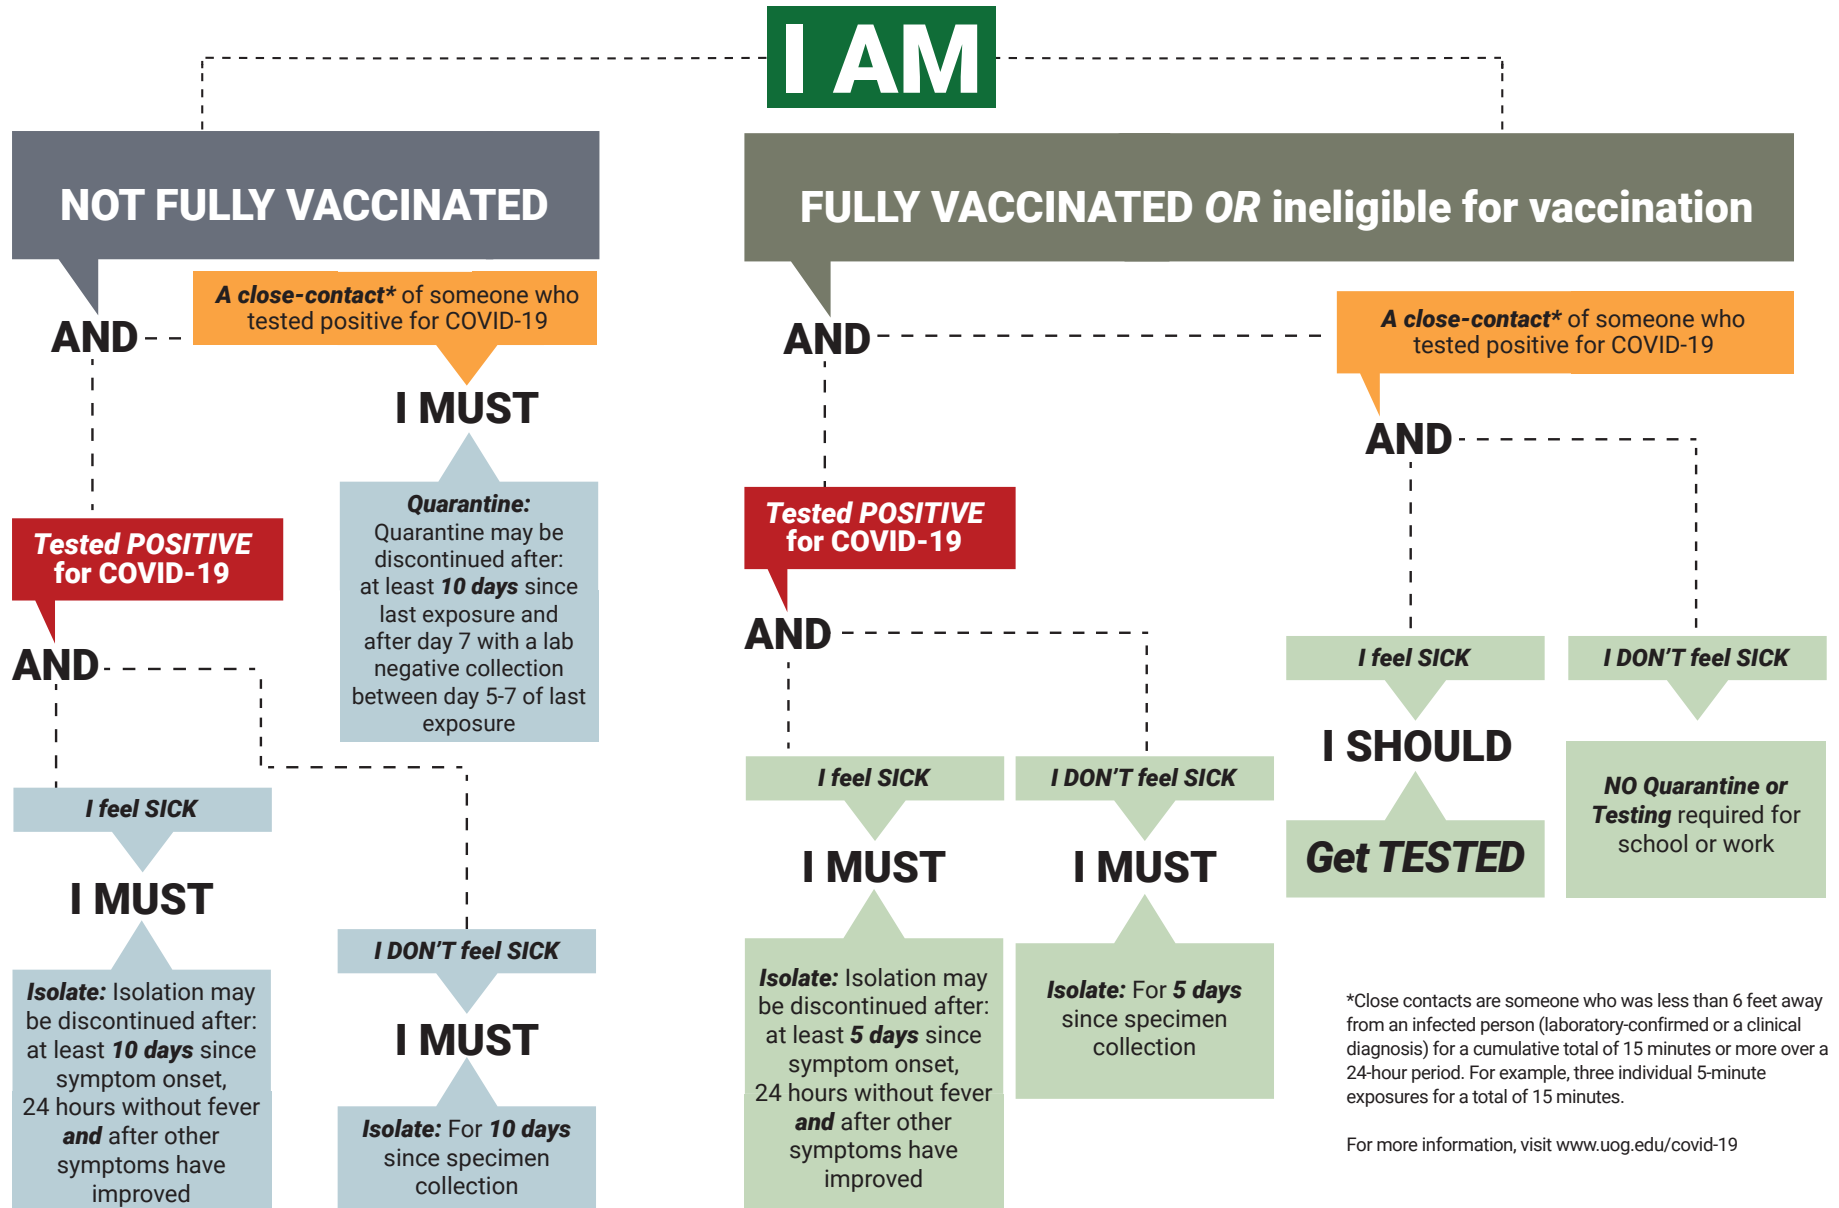 I AM
NOT FULLY VACCINATED
AND
A close-contact* of someone who
tested positive for COVID-19
I MUST
Quarantine:
Quarantine may be
discontinued after:
at least 10 days since
last exposure and
after day 7 with a lab
negative collection
between day 5-7 of last
exposure
Tested POSITIVE
for COVID-19
AND
I feel SICK
I MUST
Isolate: Isolation may
be discontinued after:
at least 10 days since
symptom onset,
24 hours without fever
and after other
symptoms have
improved
I DON'T feel SICK
I MUST
Isolate: For 10 days
since specimen
collection
FULLY VACCINATED OR ineligible for vaccination
AND
Tested POSITIVE
for COVID-19
AND
I feel SICK
I MUST
Isolate: Isolation may
be discontinued after:
at least 5 days since
symptom onset,
24 hours without fever
and after other
symptoms have
improved
I DON'T feel SICK
I MUST
Isolate: For 5 days
since specimen
collection
A close-contact* of someone who
tested positive for COVID-19
AND
I feel SICK
I SHOULD
Get TESTED
I DON'T feel SICK
NO Quarantine or
Testing required for
school or work
*Close contacts are someone who was less than 6 feet away
from an infected person (laboratory-confirmed or a clinical
diagnosis) for a cumulative total of 15 minutes or more over a
24-hour period. For example, three individual 5-minute
exposures for a total of 15 minutes.
For more information, visit www.uog.edu/covid-19